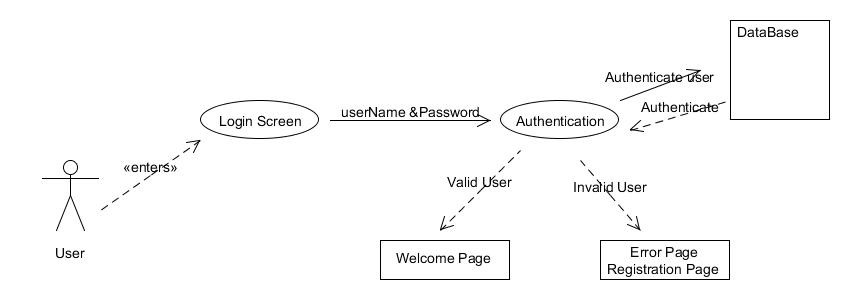 DataBase
Authenticate user
Authenticate
userName &Password
Login Screen
Authentication
«enters»
Valid User
Invalid User
User
Welcome Page
Error Page
Registration Page